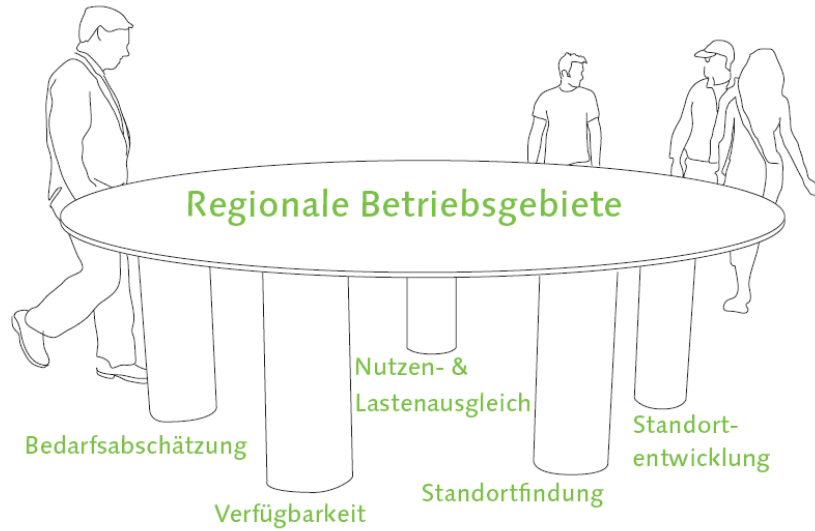 Regionale Betriebsgebiete
Nutzen- &
Lastenausgleich
Bedarfsabschätzung
Standort-
entwicklung
Verfügbarkeit
Standortfindung